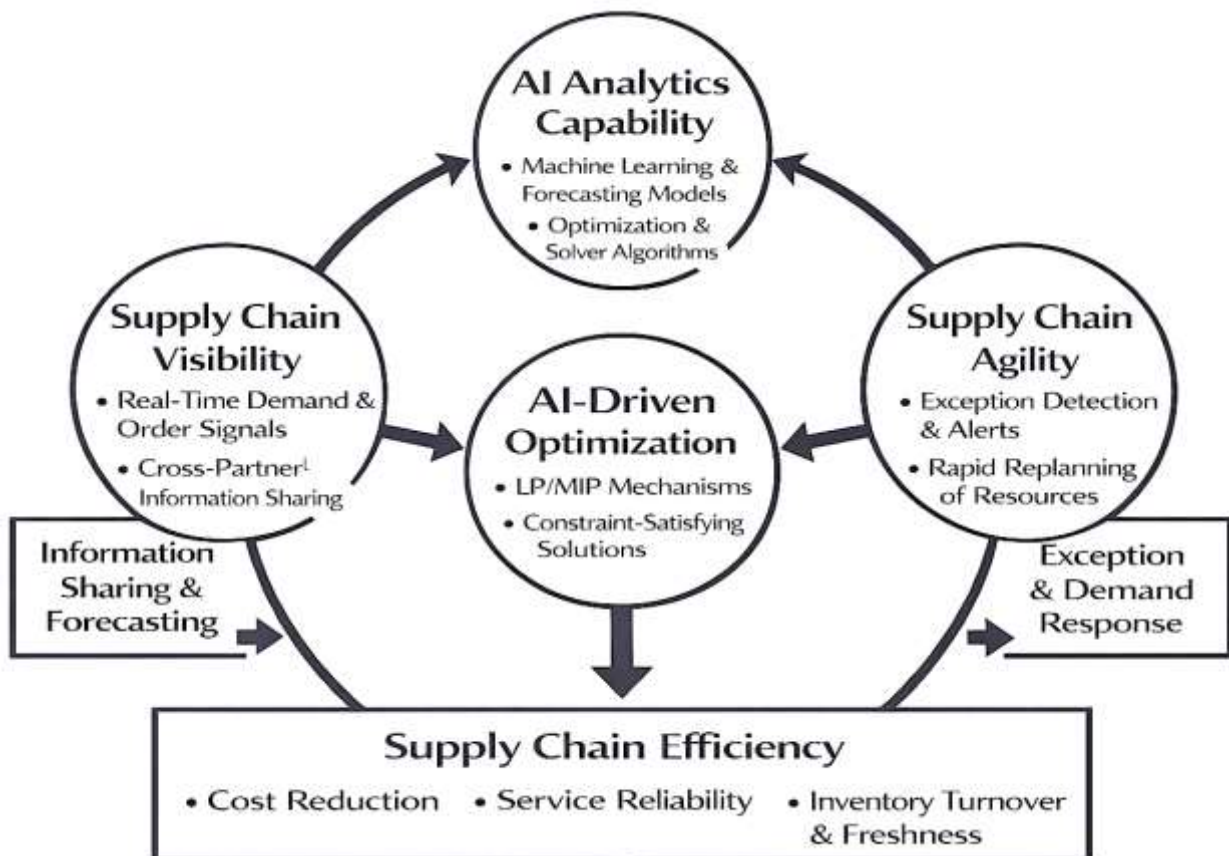 AI Analytics
Capability
• Machine Learning &
Forecasting Models
• Optimization &
Solver Algorithms
Supply Chain
Visibility
• Real-Time Demand &
Order Signals
• Cross-Partner
Information Sharing
AI-Driven
Optimization
• LP/MIP Mechanisms
• Constraint-Satisfying
Solutions
Supply Chain
Agility
• Exception Detection
& Alerts
• Rapid Replanning
of Resources
Information
Sharing &
Forecasting
Exception
& Demand
Response
Supply Chain Efficiency
• Cost Reduction • Service Reliability • Inventory Turnover
& Freshness